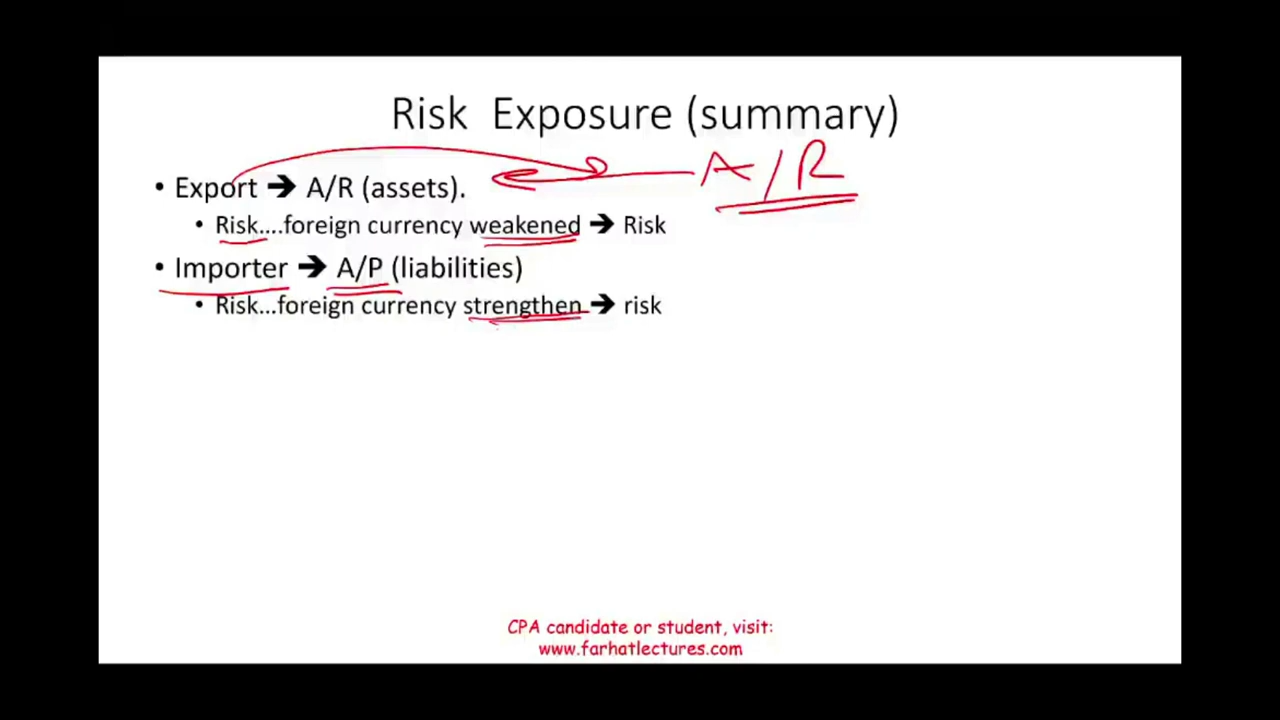 Risk Exposure (summary)
A/R
• Export ➔ A/R (assets).
• Risk....foreign currency weakened ➔ Risk
• Importer ➔ A/P (liabilities)
• Risk...foreign currency strengthen ➔ risk
CPA candidate or student, visit:
www.farhatlectures.com